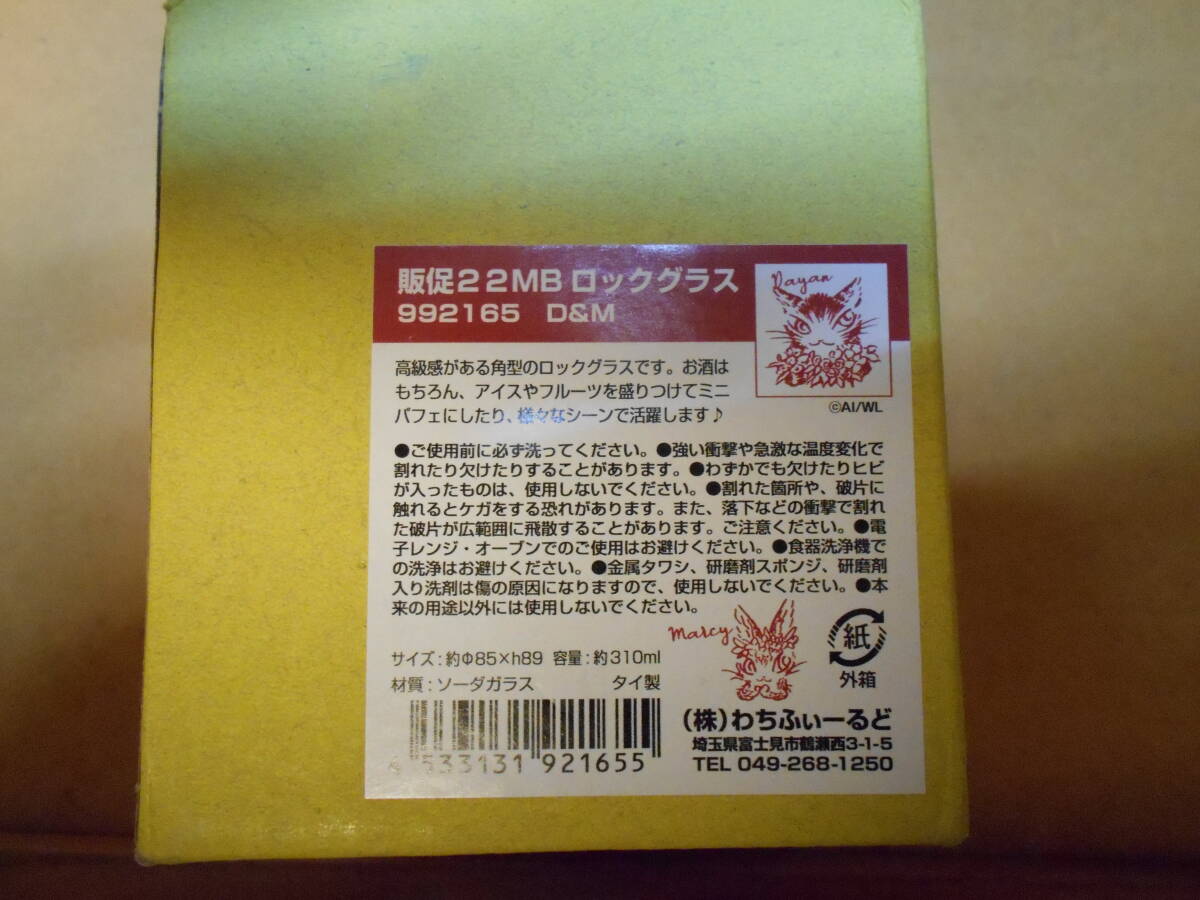 販促22MB ロックグラス
992165 D&M
Dayan
©AI/WL
高級感がある角型のロックグラスです。お酒は
もちろん、アイスやフルーツを盛りつけてミニ
パフェにしたり、様々なシーンで活躍します♪
●ご使用前に必ず洗ってください。●強い衝撃や急激な温度変化で
割れたり欠けたりすることがあります。●わずかでも欠けたりヒビ
が入ったものは、使用しないでください。●割れた箇所や、破片に
触れるとケガをする恐れがあります。また、落下などの衝撃で割れ
た破片が広範囲に飛散することがあります。ご注意ください。●電
子レンジ・オーブンでのご使用はお避けください。●食器洗浄機で
の洗浄はお避けください。●金属タワシ、研磨剤スポンジ、研磨剤
入り洗剤は傷の原因になりますので、使用しないでください。●本
来の用途以外には使用しないでください。
Marcy
紙
外箱
サイズ:約Φ85×h89 容量:約310ml
材質:ソーダガラス タイ製
4 533131 921655
(株)わちふぃーるど
埼玉県富士見市鶴瀬西3-1-5
TEL 049-268-1250